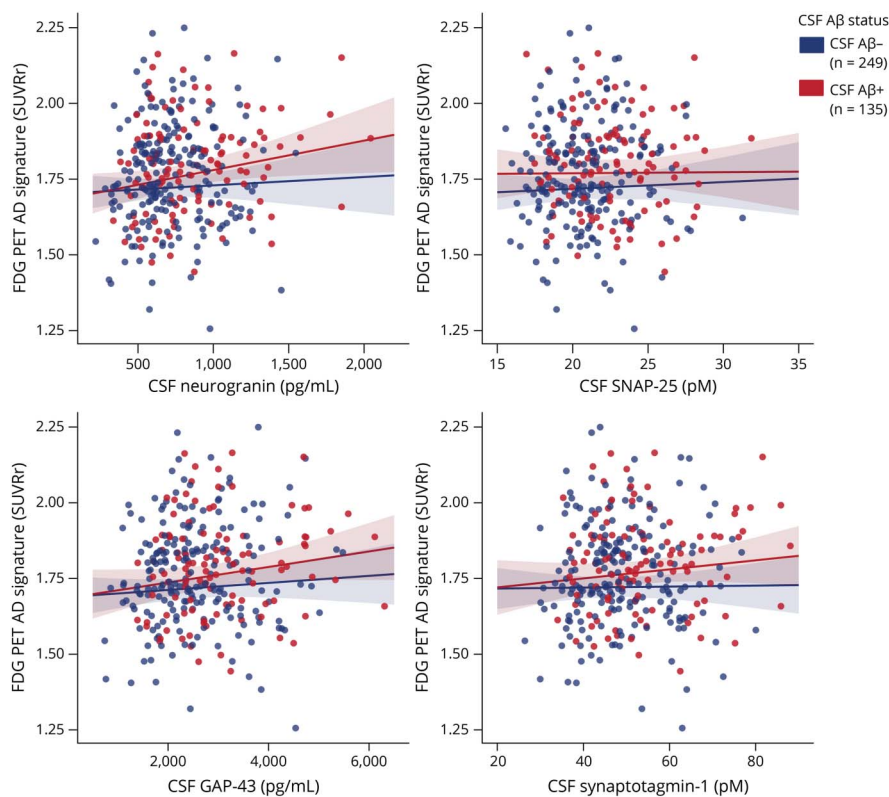 CSF Aβ status
CSF Aβ−
(n = 249)
CSF Aβ+
(n = 135)
FDG PET AD signature (SUVRr)
2.25
2.00
1.75
1.50
1.25
500
1,000
1,500
2,000
CSF neurogranin (pg/mL)
FDG PET AD signature (SUVRr)
2.25
2.00
1.75
1.50
1.25
15
20
25
30
35
CSF SNAP-25 (pM)
FDG PET AD signature (SUVRr)
2.25
2.00
1.75
1.50
1.25
2,000
4,000
6,000
CSF GAP-43 (pg/mL)
FDG PET AD signature (SUVRr)
2.25
2.00
1.75
1.50
1.25
20
40
60
80
CSF synaptotagmin-1 (pM)